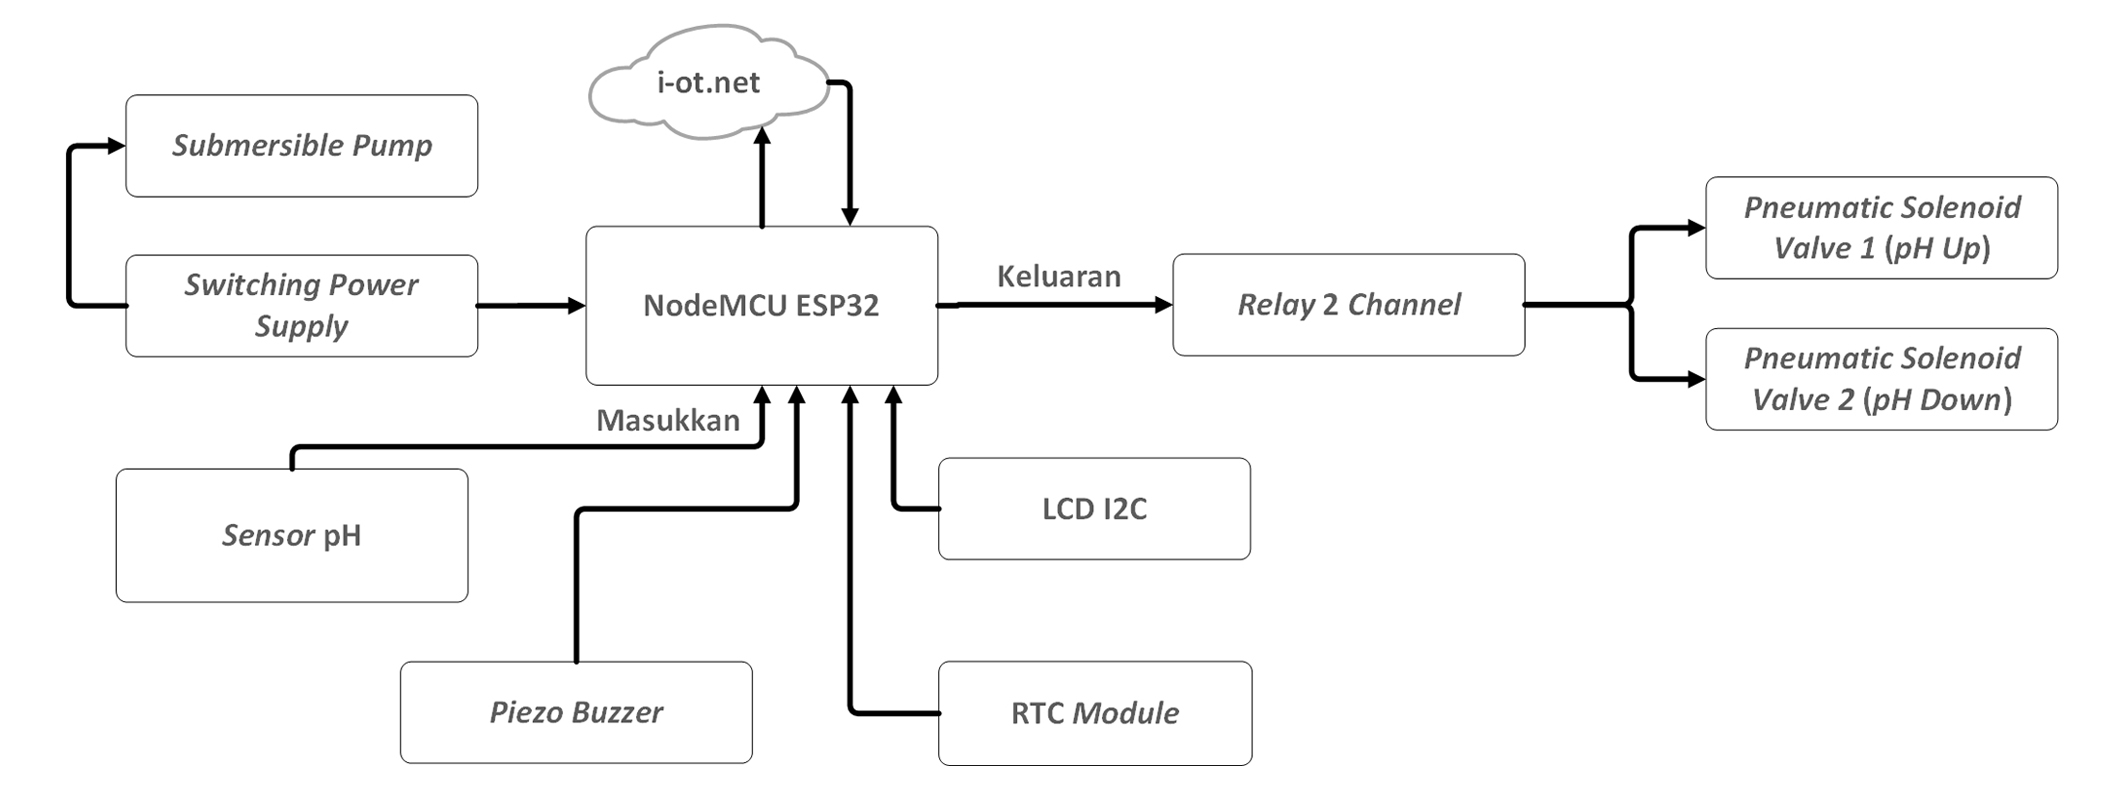 i-ot.net
Submersible Pump
Switching Power
Supply
NodeMCU ESP32
Keluaran
Relay 2 Channel
Pneumatic Solenoid
Valve 1 (pH Up)
Pneumatic Solenoid
Valve 2 (pH Down)
Masukkan
Sensor pH
LCD I2C
Piezo Buzzer
RTC Module